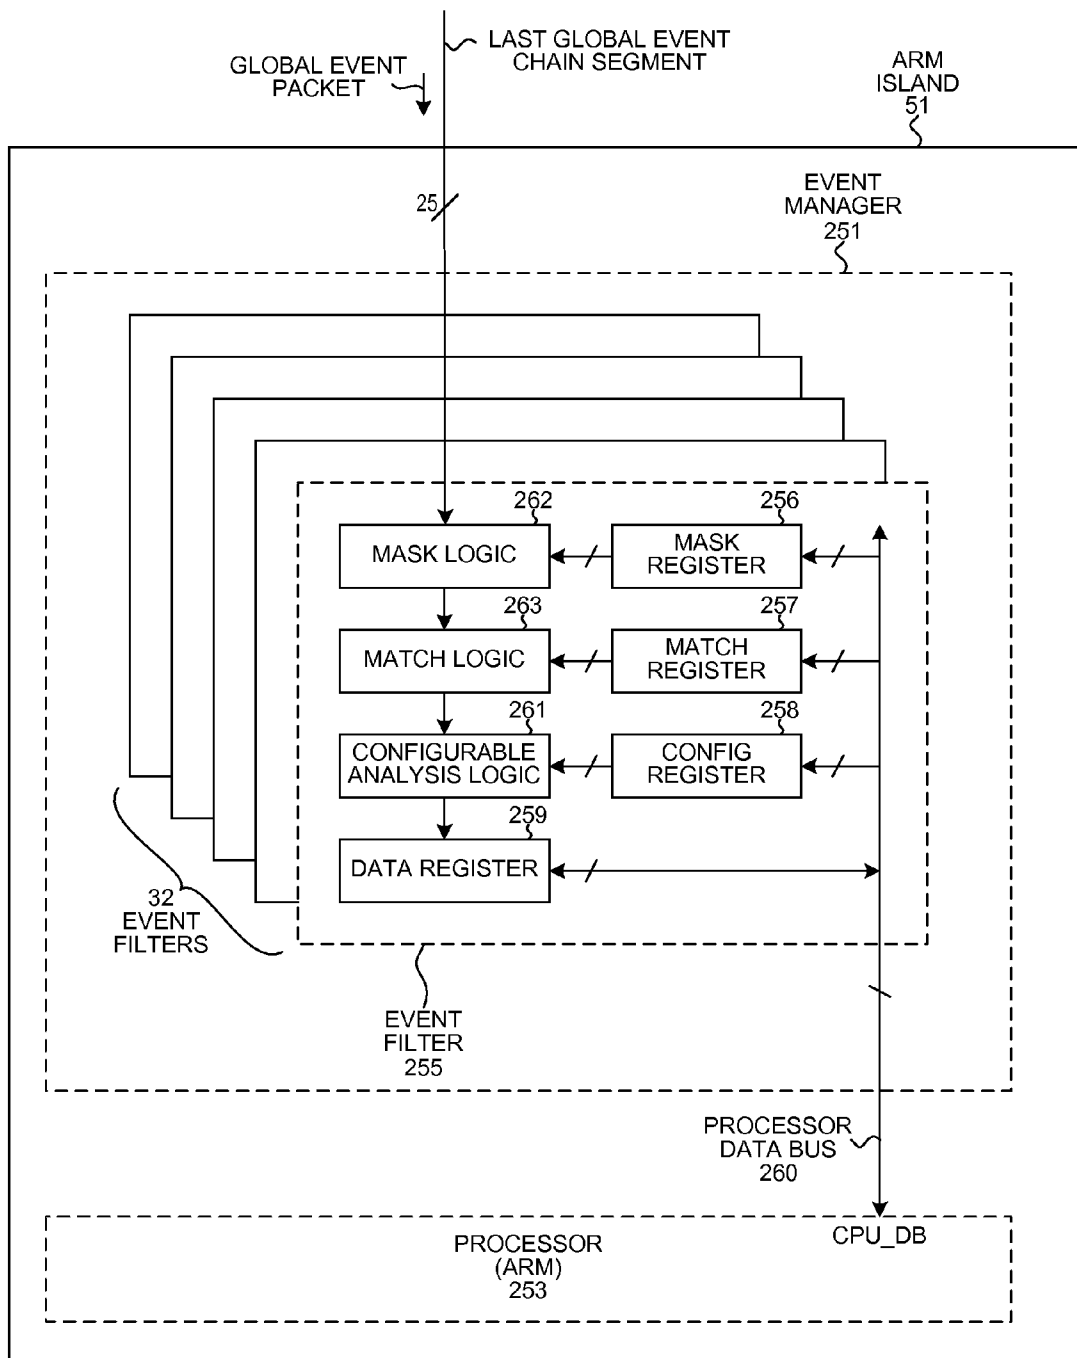 LAST GLOBAL EVENT
CHAIN SEGMENT
GLOBAL EVENT
PACKET
ARM
ISLAND
51
25
EVENT
MANAGER
251
262
MASK LOGIC
256
MASK
REGISTER
263
MATCH LOGIC
257
MATCH
REGISTER
261
CONFIGURABLE
ANALYSIS LOGIC
258
CONFIG
REGISTER
259
DATA REGISTER
32
EVENT
FILTERS
EVENT
FILTER
255
PROCESSOR
DATA BUS
260
CPU_DB
PROCESSOR
(ARM)
253